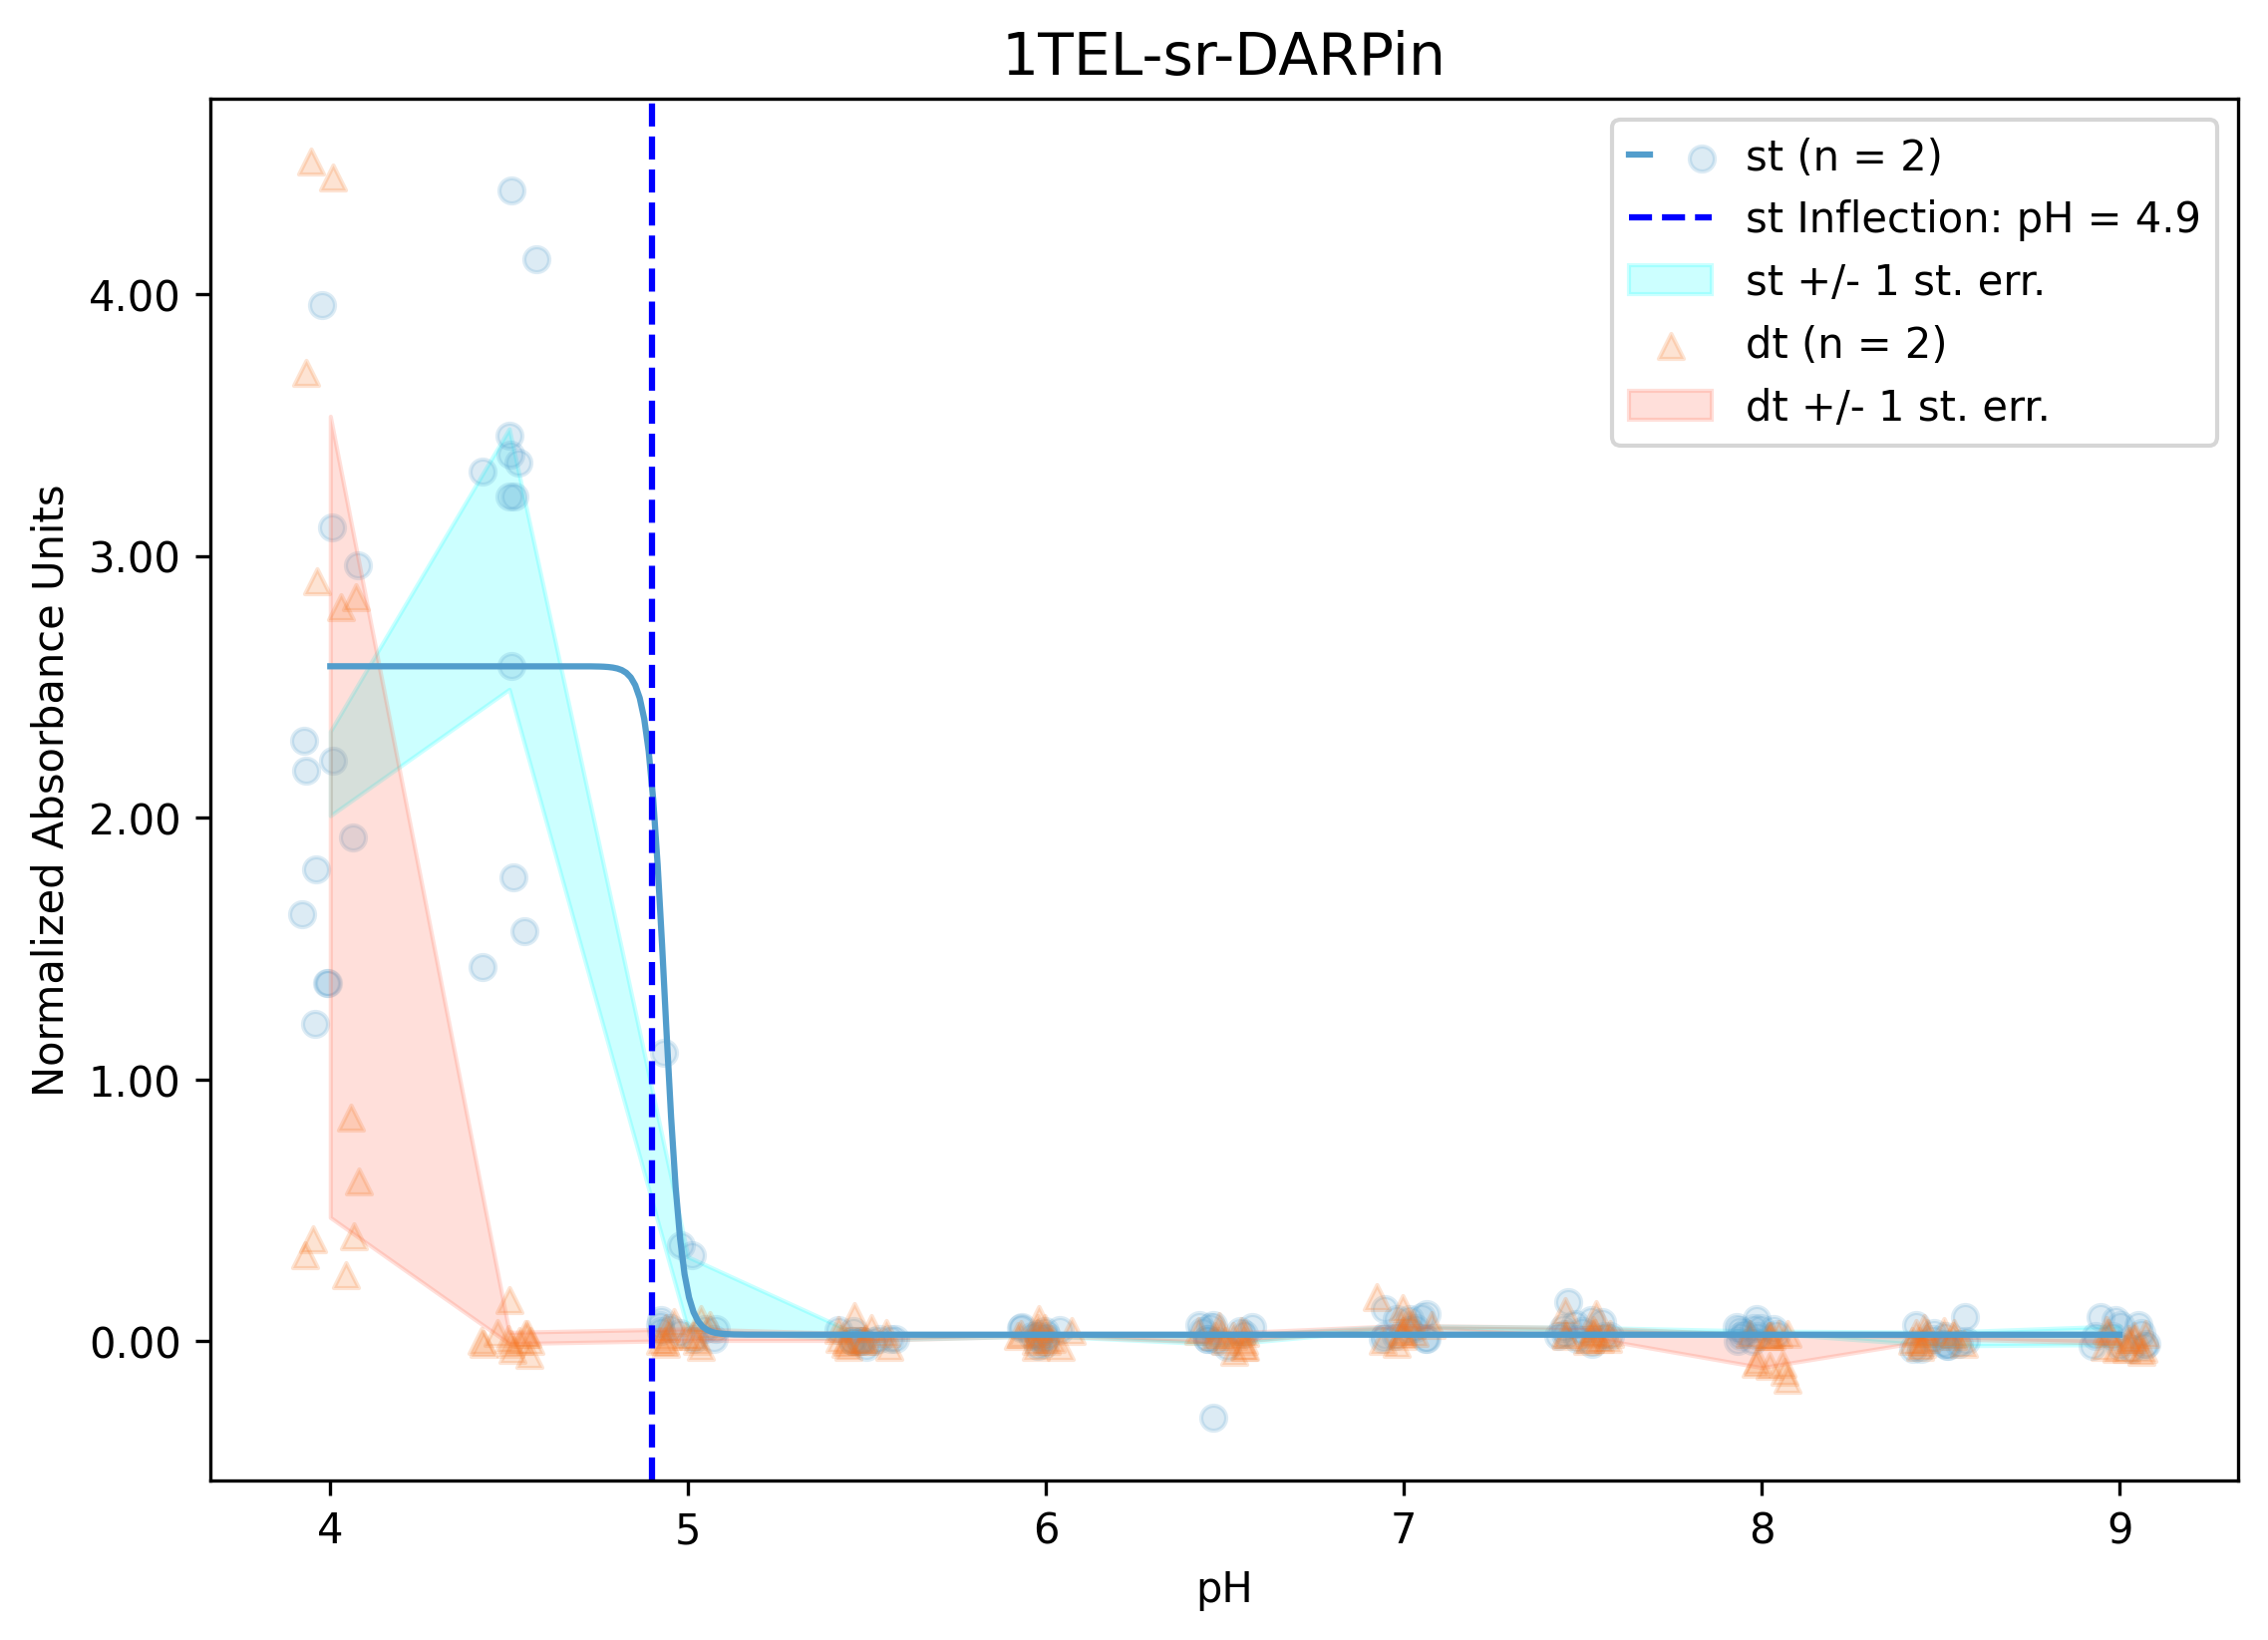 1TEL-sr-DARPin
st (n = 2)
st Inflection: pH = 4.9
st +/- 1 st. err.
dt (n = 2)
dt +/- 1 st. err.
Normalized Absorbance Units
4.00
3.00
2.00
1.00
0.00
4 5 6 7 8 9
pH